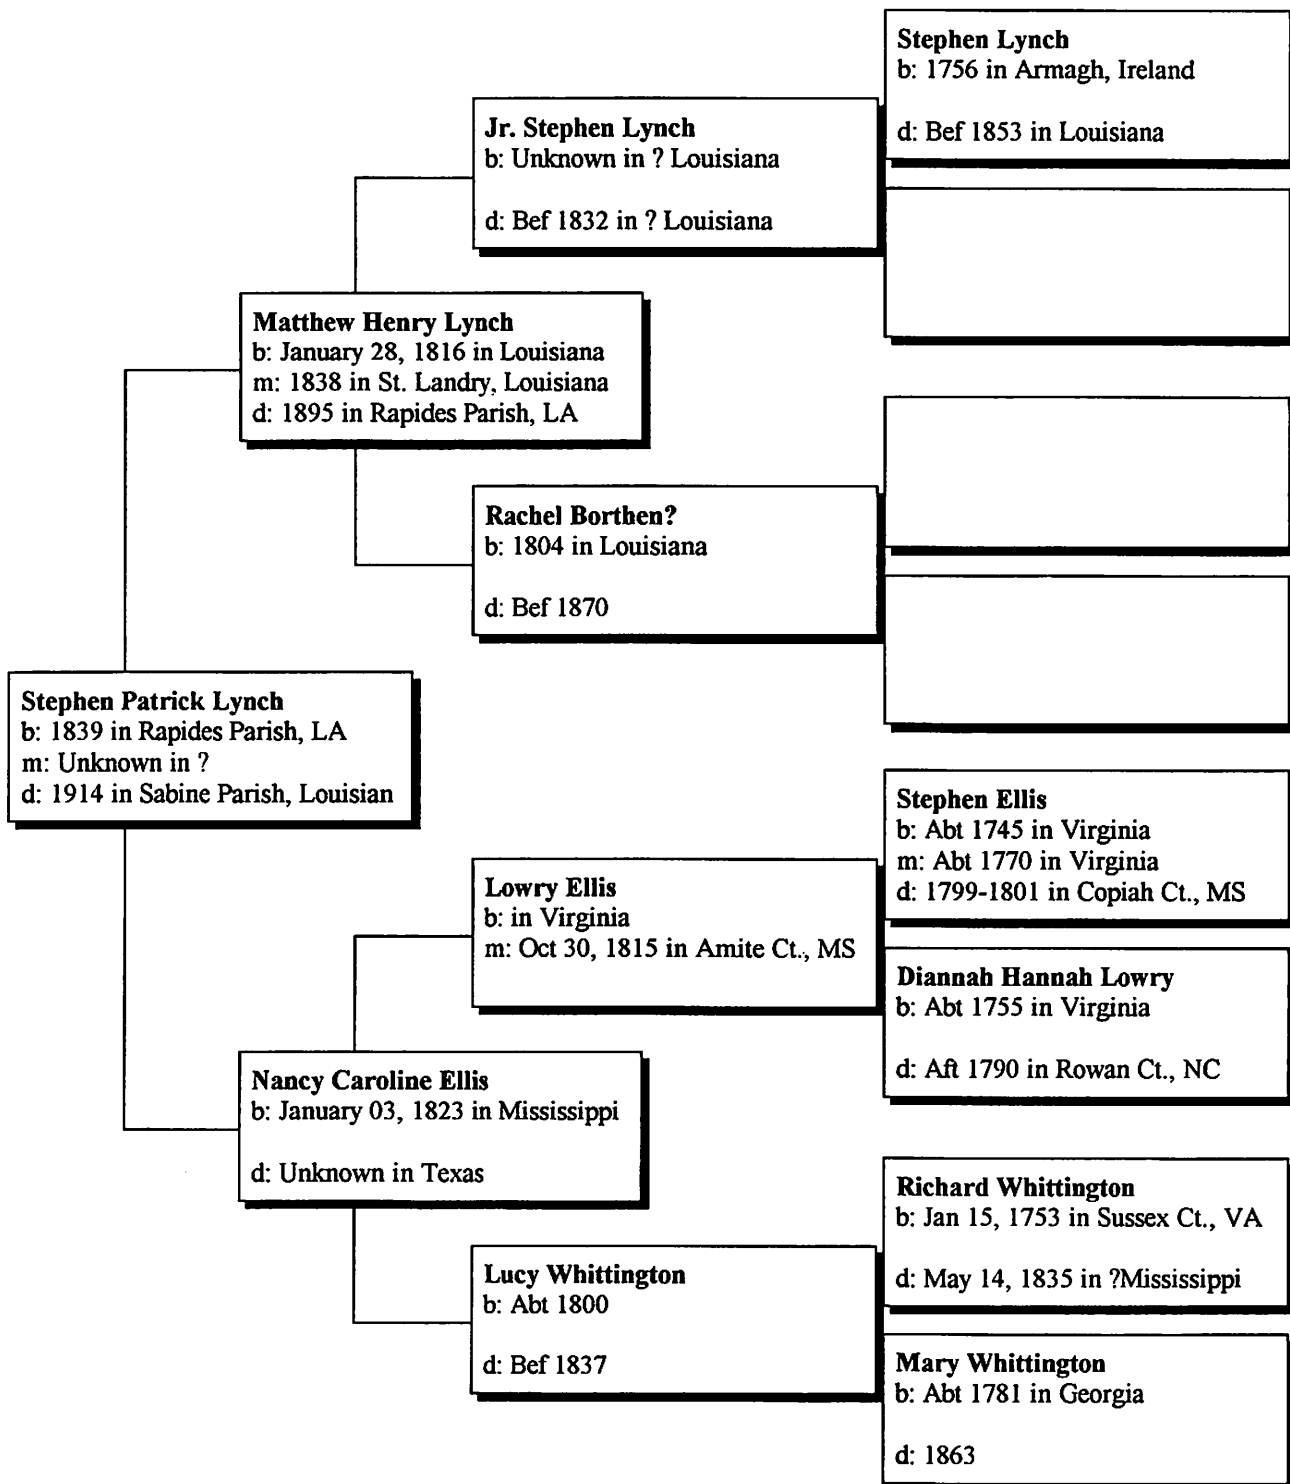 Stephen Lynch
b: 1756 in Armagh, Ireland
d: Bef 1853 in Louisiana
Jr. Stephen Lynch
b: Unknown in ? Louisiana
d: Bef 1832 in ? Louisiana
Matthew Henry Lynch
b: January 28, 1816 in Louisiana
m: 1838 in St. Landry, Louisiana
d: 1895 in Rapides Parish, LA
Rachel Borthen?
b: 1804 in Louisiana
d: Bef 1870
Stephen Patrick Lynch
b: 1839 in Rapides Parish, LA
m: Unknown in ?
d: 1914 in Sabine Parish, Louisian
Stephen Ellis
b: Abt 1745 in Virginia
m: Abt 1770 in Virginia
d: 1799-1801 in Copiah Ct., MS
Lowry Ellis
b: in Virginia
m: Oct 30, 1815 in Amite Ct., MS
Diannah Hannah Lowry
b: Abt 1755 in Virginia
d: Aft 1790 in Rowan Ct., NC
Nancy Caroline Ellis
b: January 03, 1823 in Mississippi
d: Unknown in Texas
Richard Whittington
b: Jan 15, 1753 in Sussex Ct., VA
d: May 14, 1835 in ?Mississippi
Lucy Whittington
b: Abt 1800
d: Bef 1837
Mary Whittington
b: Abt 1781 in Georgia
d: 1863